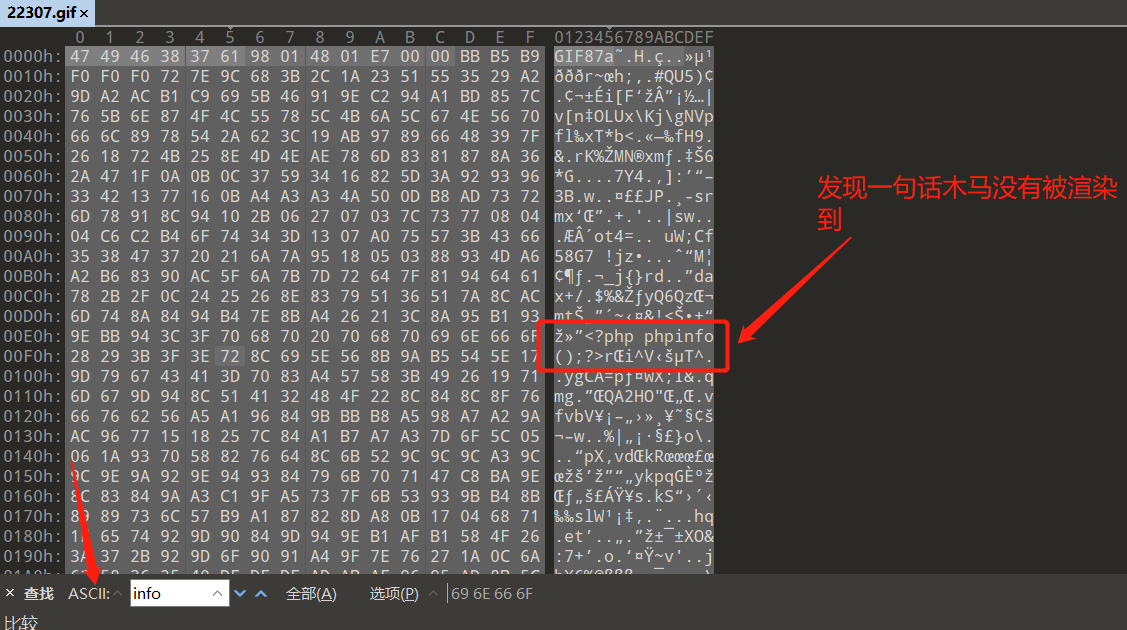 22307.gif ×
0 1 2 3 4 5 6 7 8 9 A B C D E F 0123456789ABCDEF
0000h: 47 49 46 38 37 61 98 01 48 01 E7 00 00 BB B5 B9 GIF87a˜.H.ç..»µ¹
0010h: F0 F0 F0 72 7E 9C 68 3B 2C 1A 23 51 55 35 29 A2 ðððr~œh;,.#QU5)¢
0020h: 9D A2 AC B1 C9 69 5B 46 91 9E C2 94 A1 BD 85 7C .¢¬±Éi[F‘žÂ”¡½…|
0030h: 76 5B 6E 87 4F 4C 55 78 5C 4B 6A 5C 67 4E 56 70 v[n‡OLUx\Kj\gNVp
0040h: 66 6C 89 78 54 2A 62 3C 19 AB 97 89 66 48 39 7F fl‰xT*b<.«—‰fH9.
0050h: 26 18 72 4B 25 8E 4D 4E AE 78 6D 83 81 87 8A 36 &.rK%ŽMN®xmƒ.‡Š6
0060h: 2A 47 1F 0A 0B 0C 37 59 34 16 82 5D 3A 92 93 96 *G....7Y4.‚]:’“–
0070h: 33 42 13 77 16 0B A4 A3 A3 4A 50 0D B8 AD 73 72 3B.w..¤££JP.¸-sr
0080h: 6D 78 91 8C 94 10 2B 06 27 07 03 7C 73 77 08 04 mx‘Œ”.+.'..|sw..
0090h: 04 C6 C2 B4 6F 74 34 3D 13 07 A0 75 57 3B 43 66 .ÆÂ´ot4=.. uW;Cf
00A0h: 35 38 47 37 20 21 6A 7A 95 18 05 03 88 93 4D A6 58G7 !jz•...ˆ“M¦
00B0h: A2 B6 83 90 AC 5F 6A 7B 7D 72 64 7F 81 94 64 61 ¢¶ƒ.¬_j{}rd..”da
00C0h: 78 2B 2F 0C 24 25 26 8E 83 79 51 36 51 7A 8C AC x+/.$%&ŽƒyQ6QzŒ¬
00D0h: 6D 74 8A 84 94 B4 7E 8B A4 26 21 3C 8A 95 B1 93 mtŠ„”´~‹¤&!<Š•±“
00E0h: 9E BB 94 3C 3F 70 68 70 20 70 68 70 69 6E 66 6F ž»”<?php phpinfo
00F0h: 28 29 3B 3F 3E 72 8C 69 5E 56 8B 9A B5 54 5E 17 ();?>rŒi^V‹šµT^.
0100h: 9D 79 67 43 41 3D 70 83 A4 57 58 3B 49 26 19 71 .ygCA=pƒ¤WX;I&.q
0110h: 6D 67 9D 94 8C 51 41 32 48 4F 22 8C 84 8C 8F 76 mg.”ŒQA2HO"Œ„Œ.v
0120h: 66 76 62 56 A5 A1 96 84 9B BB B8 A5 98 A7 A2 9A fvbV¥¡–„›»¸¥˜§¢š
0130h: AC 96 77 15 18 25 7C 84 A1 B7 A7 A3 7D 6F 5C 05 ¬–w..%|„¡·§£}o\.
0140h: 06 1A 93 70 58 82 76 64 8C 6B 52 9C 9C 9C A3 9C ..“pX‚vdŒkRœœœ£œ
0150h: 9C 9E 9A 92 9E 94 93 84 79 6B 70 71 47 C8 BA 9E œžš’ž”“„ykpqGÈºž
0160h: 8C 83 84 9A A3 C1 9F A5 73 7F 6B 53 93 9B B4 8B Œƒ„š£ÁŸ¥s.kS“›´‹
0170h: 89 89 73 6C 57 B9 A1 87 82 8D A8 0B 17 04 68 71 ‰‰slW¹¡‡‚.¨...hq
0180h: 1F 65 74 92 9D 90 84 9D 94 9E B1 AF B1 58 4F 26 .et’..„.”ž±¯±XO&
0190h: 3A 37 2B 92 9D 6F 90 91 A4 9F 7E 76 27 1A 0C 6A :7+’.o.‘¤Ÿ~v'..j
发现一句话木马没有被渲染
到
× 查找 ASCII: info 全部(A) 选项(P) 69 6E 66 6F
比较